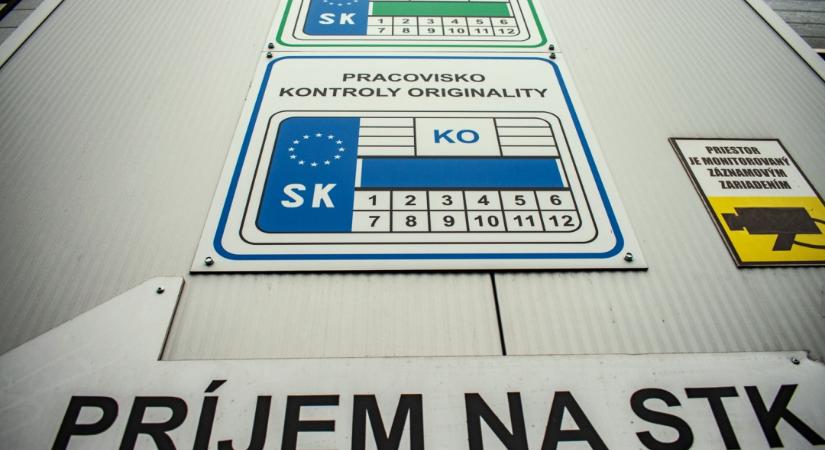 SK
1 2 3 4 5 6
7 8 9 10 11 12
PRACOVISKO
KONTROLY ORIGINALITY
KO
SK
1 2 3 4 5 6
7 8 9 10 11 12
PRIESTOR
JE MONITOROVANÝ
ZÁZNAMOVÝM
ZARIADENÍM
PRÍJEM NA STK